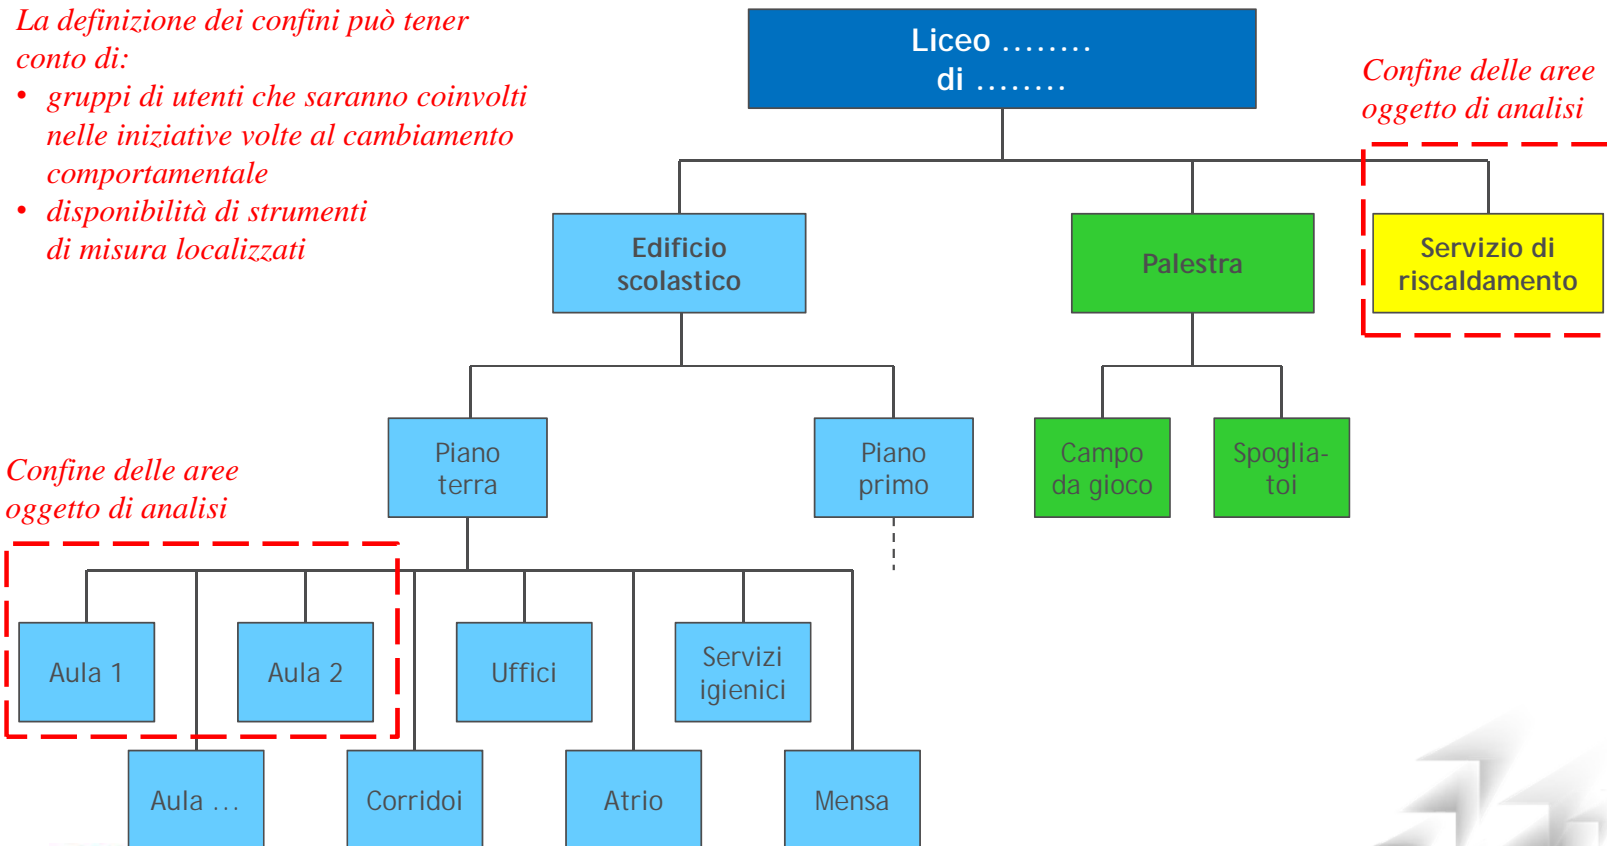 La definizione dei confini può tener
conto di:
• gruppi di utenti che saranno coinvolti
nelle iniziative volte al cambiamento
comportamentale
• disponibilità di strumenti
di misura localizzati
Liceo ........
di ........
Confine delle aree
oggetto di analisi
Edificio
scolastico
Palestra
Servizio di
riscaldamento
Piano
terra
Piano
primo
Campo
da gioco
Spoglia-
toi
Confine delle aree
oggetto di analisi
Aula 1
Aula 2
Uffici
Servizi
igienici
Aula ...
Corridoi
Atrio
Mensa